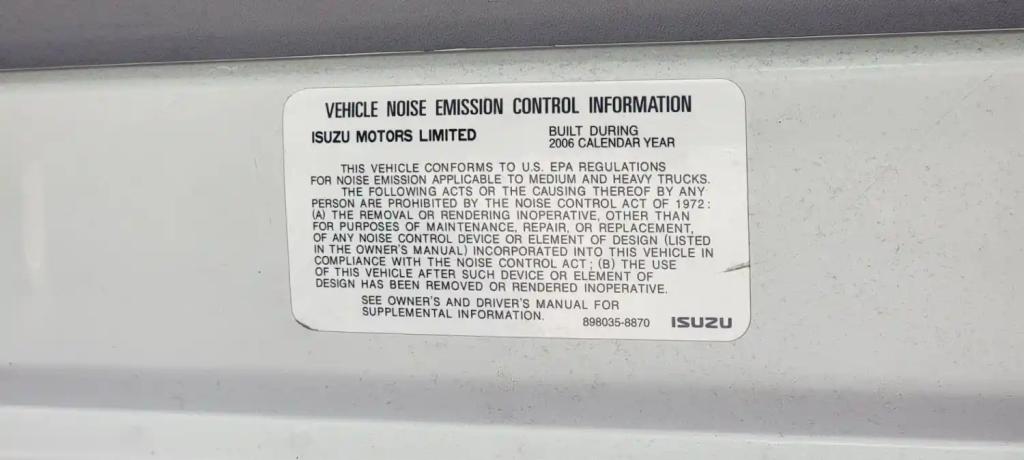 VEHICLE NOISE EMISSION CONTROL INFORMATION
ISUZU MOTORS LIMITED
BUILT DURING
2006 CALENDAR YEAR
THIS VEHICLE CONFORMS TO U.S. EPA REGULATIONS
FOR NOISE EMISSION APPLICABLE TO MEDIUM AND HEAVY TRUCKS.
THE FOLLOWING ACTS OR THE CAUSING THEREOF BY ANY
PERSON ARE PROHIBITED BY THE NOISE CONTROL ACT OF 1972:
(A) THE REMOVAL OR RENDERING INOPERATIVE, OTHER THAN
FOR PURPOSES OF MAINTENANCE, REPAIR, OR REPLACEMENT,
OF ANY NOISE CONTROL DEVICE OR ELEMENT OF DESIGN (LISTED
IN THE OWNER'S MANUAL) INCORPORATED INTO THIS VEHICLE IN
COMPLIANCE WITH THE NOISE CONTROL ACT; (B) THE USE
OF THIS VEHICLE AFTER SUCH DEVICE OR ELEMENT OF
DESIGN HAS BEEN REMOVED OR RENDERED INOPERATIVE.
SEE OWNER'S AND DRIVER'S MANUAL FOR
SUPPLEMENTAL INFORMATION.
898035-8870 ISUZU